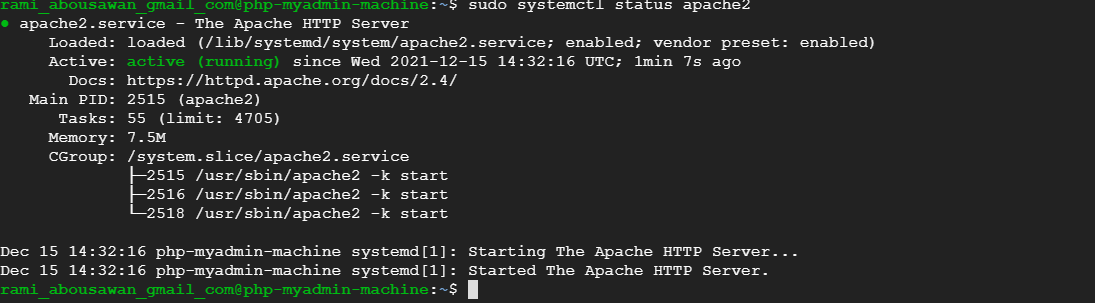 rami_abousawan_gmail_com@php-myadmin-machine:~$ sudo systemctl status apache2
● apache2.service - The Apache HTTP Server
Loaded: loaded (/lib/systemd/system/apache2.service; enabled; vendor preset: enabled)
Active: active (running) since Wed 2021-12-15 14:32:16 UTC; 1min 7s ago
Docs: https://httpd.apache.org/docs/2.4/
Main PID: 2515 (apache2)
Tasks: 55 (limit: 4705)
Memory: 7.5M
CGroup: /system.slice/apache2.service
├─2515 /usr/sbin/apache2 -k start
├─2516 /usr/sbin/apache2 -k start
└─2518 /usr/sbin/apache2 -k start
Dec 15 14:32:16 php-myadmin-machine systemd[1]: Starting The Apache HTTP Server...
Dec 15 14:32:16 php-myadmin-machine systemd[1]: Started The Apache HTTP Server.
rami_abousawan_gmail_com@php-myadmin-machine:~$